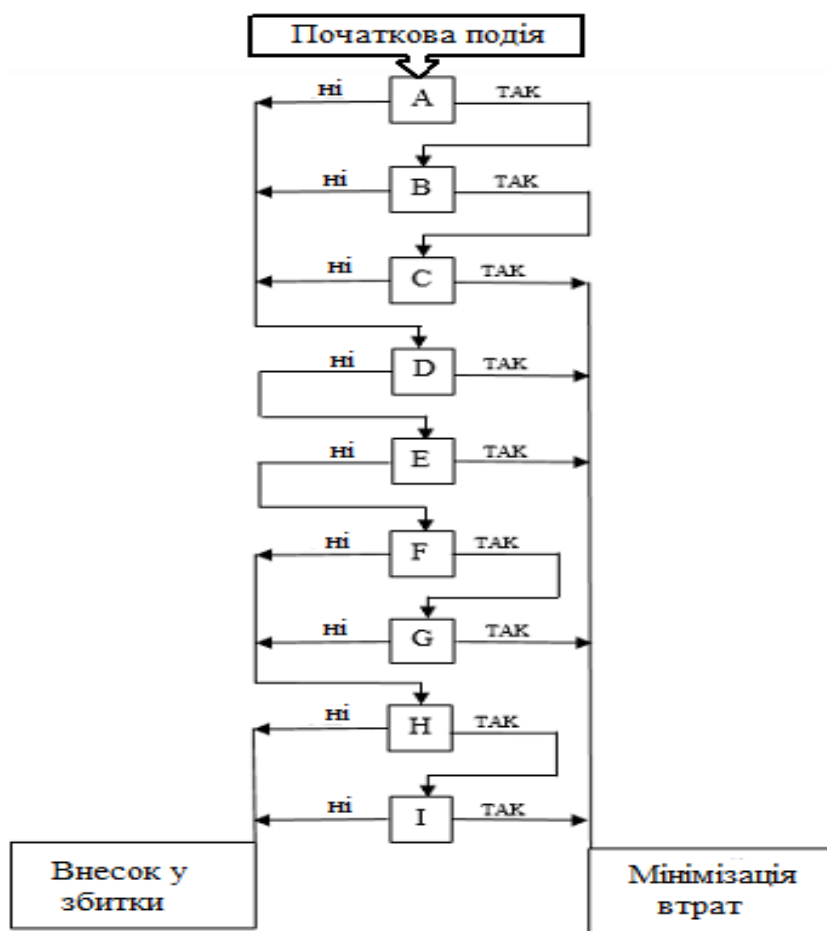 Початкова подія
ні A ТАК
ні B ТАК
ні C ТАК
ні D ТАК
ні E ТАК
ні F ТАК
ні G ТАК
ні H ТАК
ні I ТАК
Внесок у
збитки
Мінімізація
втрат